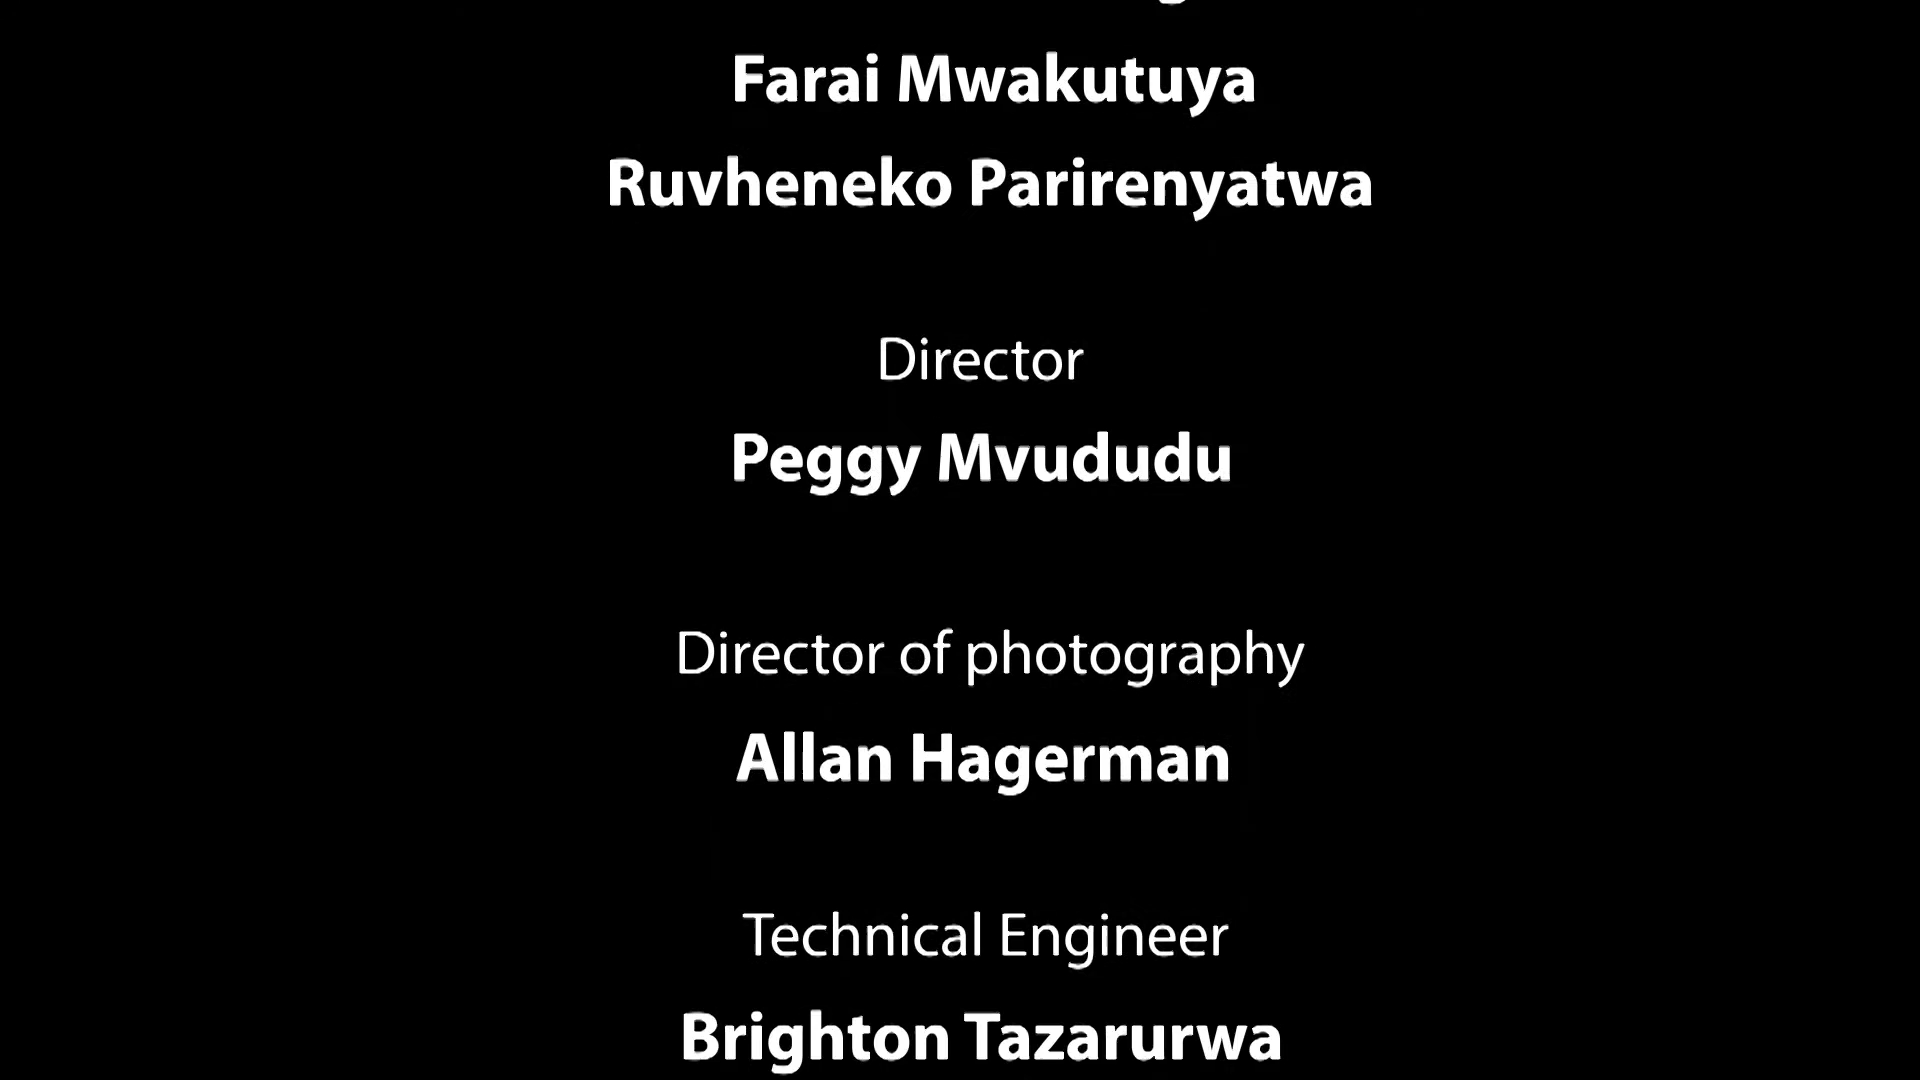 Farai Mwakutuya
Ruvheneko Parirenyatwa
Director
Peggy Mvududu
Director of photography
Allan Hagerman
Technical Engineer
Brighton Tazarurwa